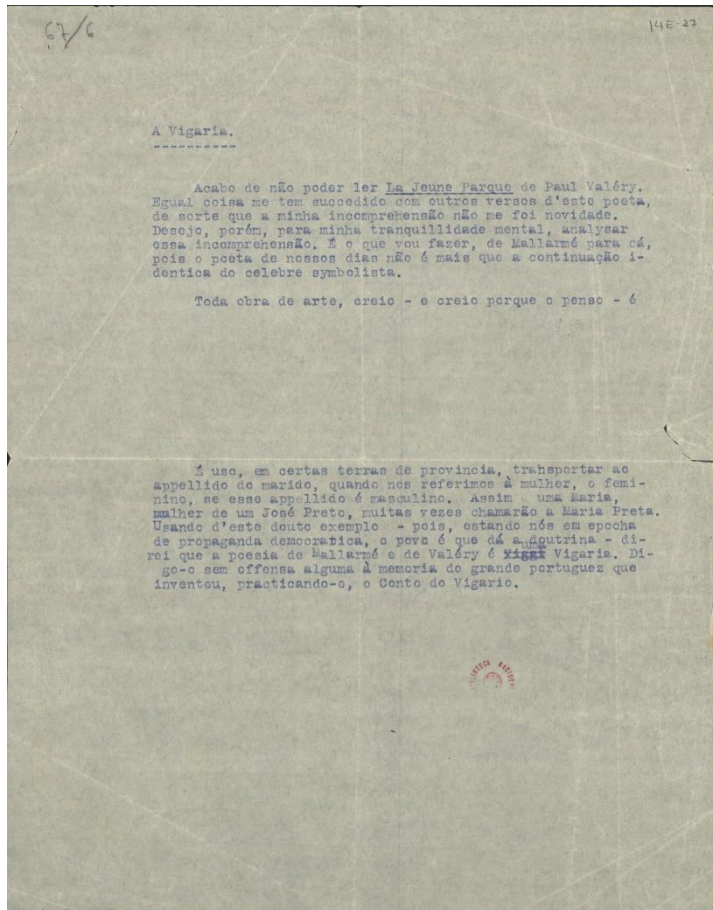 67/6
14E-27
A Vigaria.
----------
Acabo de não poder ler La Jeune Parque de Paul Valéry.
Egual coisa me tem succedido com outros versos d'este poeta,
de sorte que a minha incomprehensão não me foi novidade.
Desejo, porém, para minha tranquillidade mental, analysar
essa incomprehensão. É o que vou fazer, de Mallarmé para cá,
pois o poeta de nossos dias não é mais que a continuação i-
dentica do celebre symbolista.
Toda obra de arte, creio - e creio porque o penso - é
É uso, em certas terras de provincia, transportar ao
appellido do marido, quando nos referimos à mulher, o femi-
nino, se esse appellido é masculino. Assim a uma Maria,
mulher de um José Preto, muitas vezes chamarão a Maria Preta.
Usando d'este douto exemplo - pois, estando nós em epocha
de propaganda democratica, o povo é que dá a doutrina - di-
rei que a poesia de Mallarmé e de Valéry é uma Vigaria. Di-
go-o sem offensa alguma à memoria do grande portuguez que
inventou, practicando-o, o Conto do Vigario.